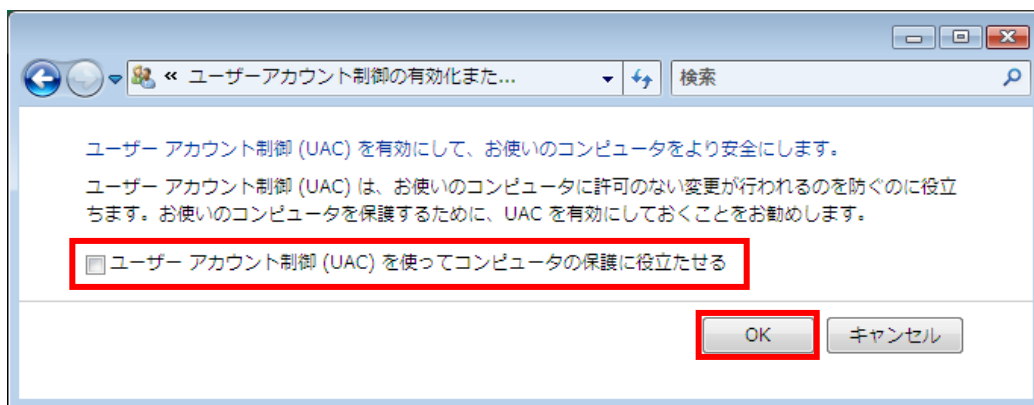 « ユーザーアカウント制御の有効化また...
検索
ユーザー アカウント制御 (UAC) を有効にして、お使いのコンピュータをより安全にします。
ユーザー アカウント制御 (UAC) は、お使いのコンピュータに許可のない変更が行われるのを防ぐのに役立
ちます。お使いのコンピュータを保護するために、UAC を有効にしておくことをお勧めします。
ユーザー アカウント制御 (UAC) を使ってコンピュータの保護に役立たせる
OK
キャンセル